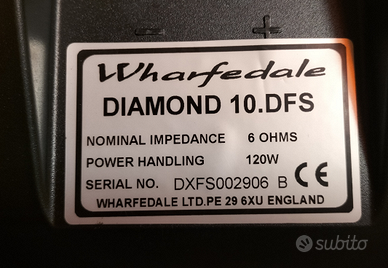 - +
Wharfedale
DIAMOND 10.DFS
NOMINAL IMPEDANCE 6 OHMS
POWER HANDLING 120W
SERIAL NO. DXFS002906 B CE
WHARFEDALE LTD.PE 29 6XU ENGLAND
subito